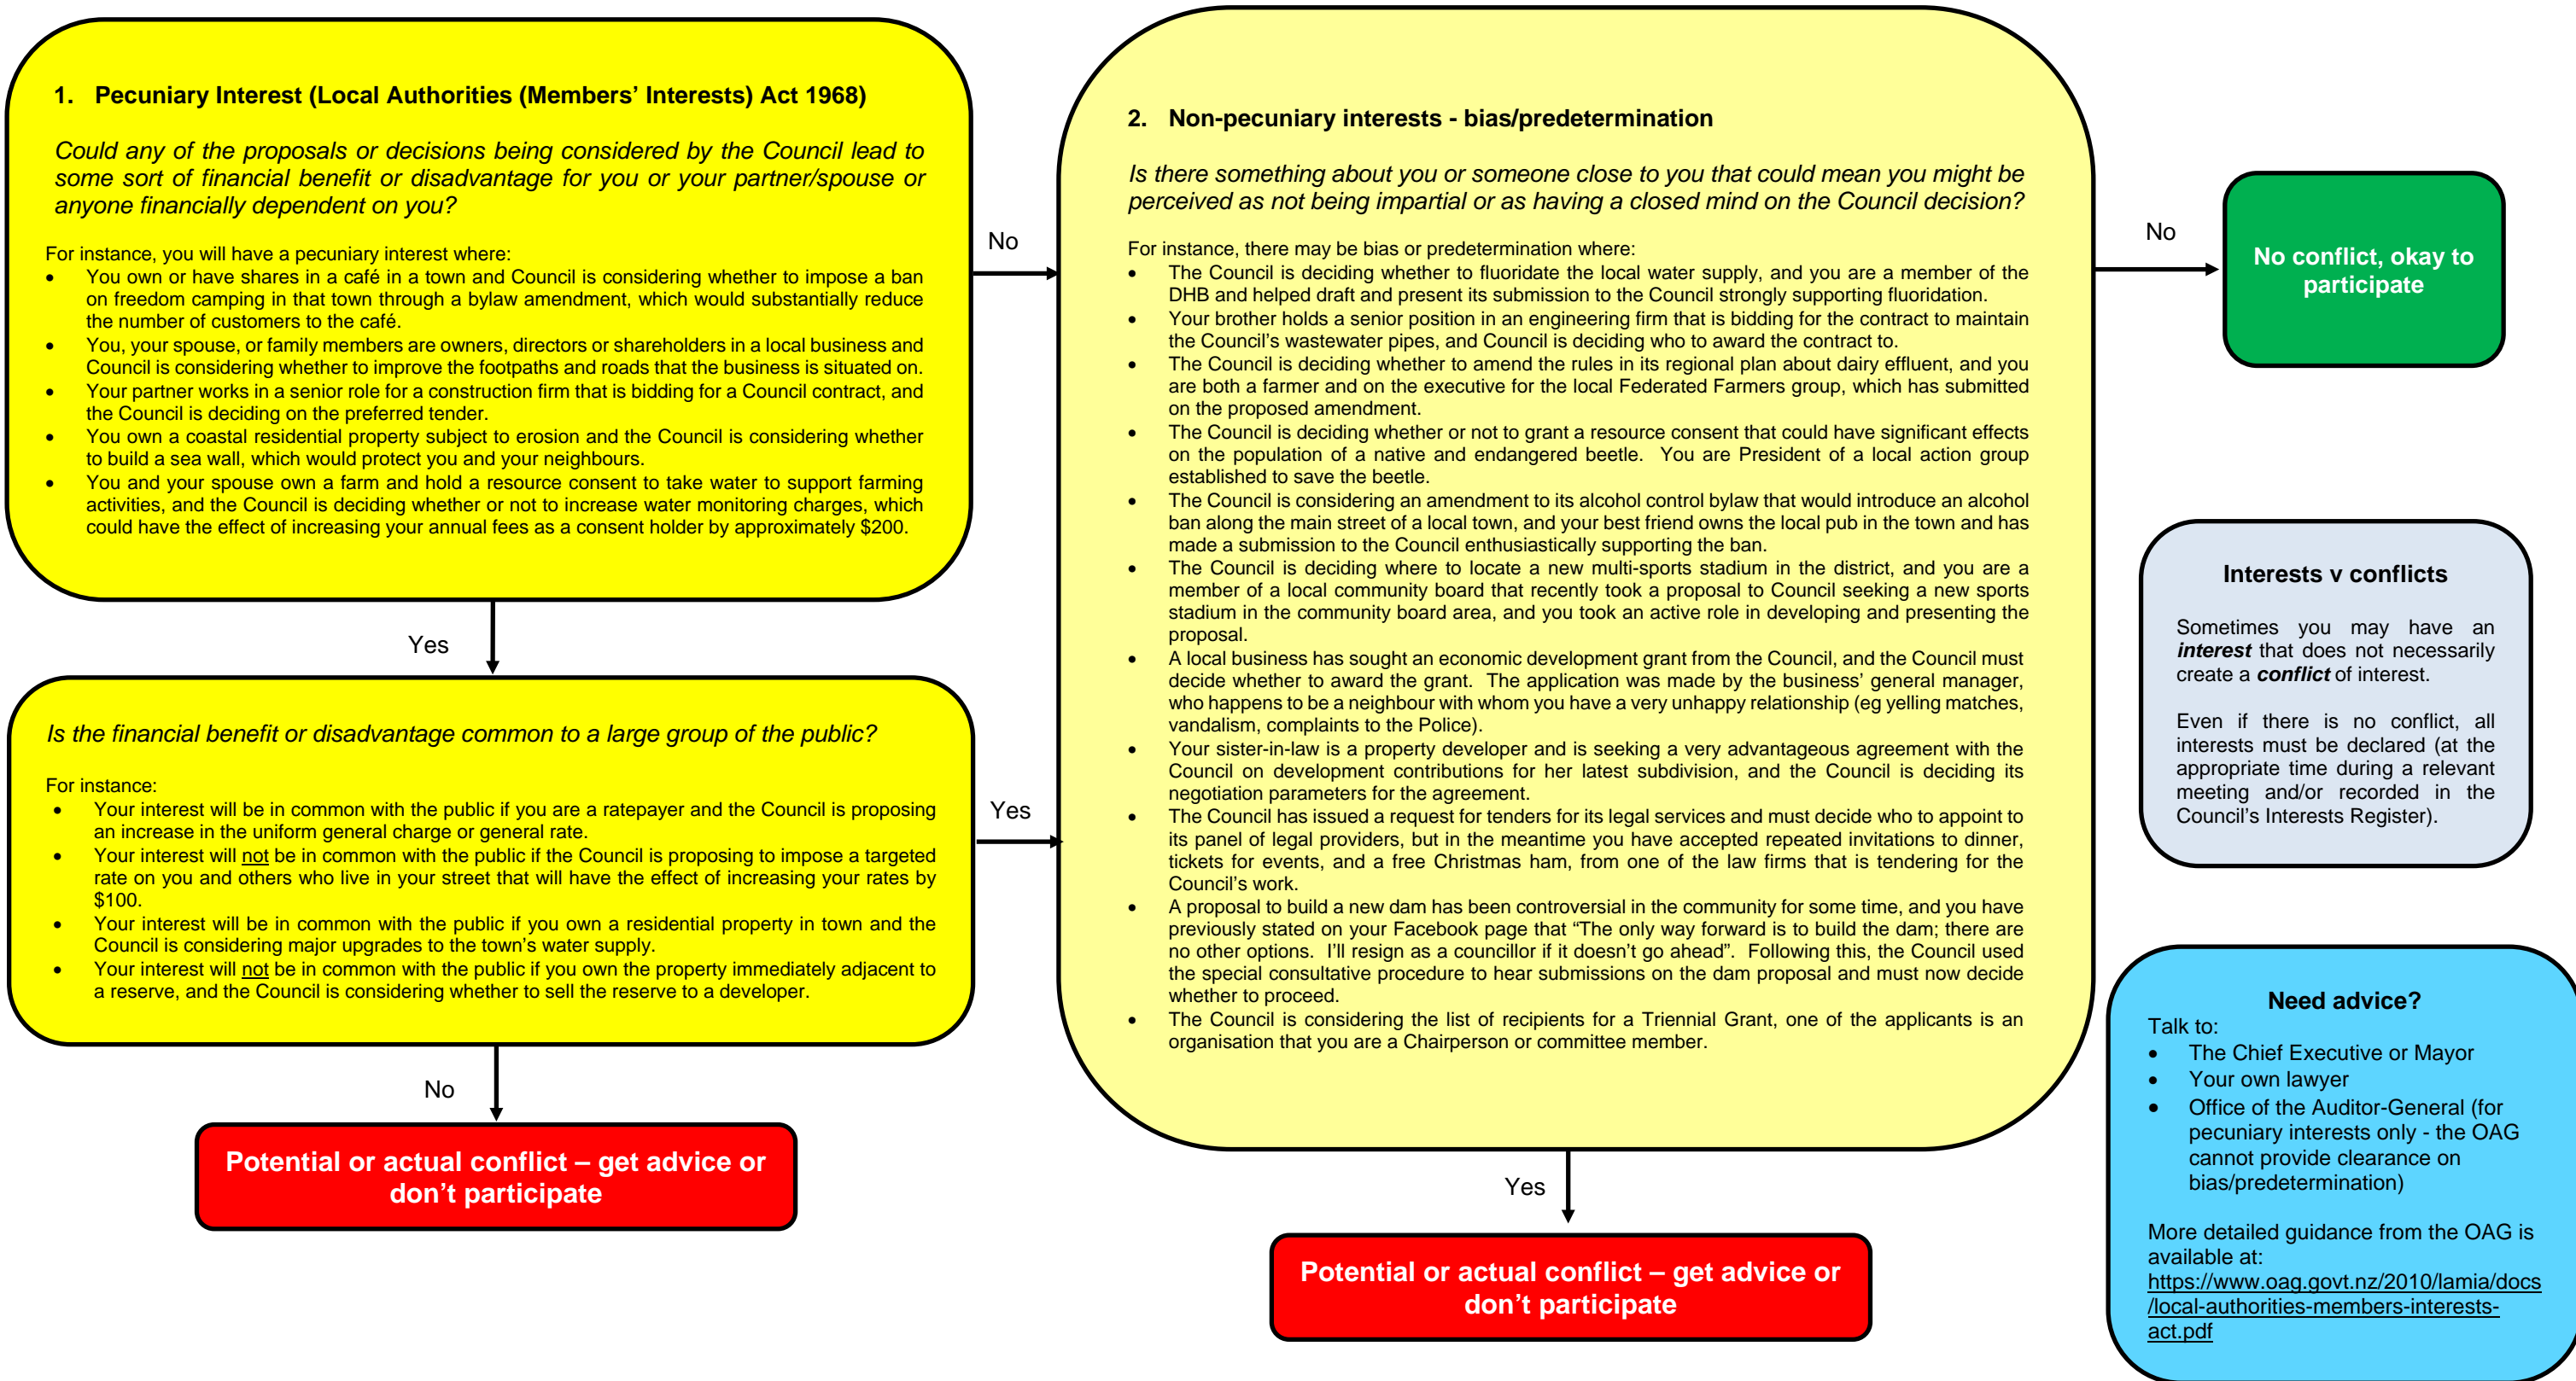 1. Pecuniary Interest (Local Authorities (Members’ Interests) Act 1968)
Could any of the proposals or decisions being considered by the Council lead to
some sort of financial benefit or disadvantage for you or your partner/spouse or
anyone financially dependent on you?
For instance, you will have a pecuniary interest where:
• You own or have shares in a café in a town and Council is considering whether to impose a ban
on freedom camping in that town through a bylaw amendment, which would substantially reduce
the number of customers to the café.
• You, your spouse, or family members are owners, directors or shareholders in a local business and
Council is considering whether to improve the footpaths and roads that the business is situated on.
• Your partner works in a senior role for a construction firm that is bidding for a Council contract, and
the Council is deciding on the preferred tender.
• You own a coastal residential property subject to erosion and the Council is considering whether
to build a sea wall, which would protect you and your neighbours.
• You and your spouse own a farm and hold a resource consent to take water to support farming
activities, and the Council is deciding whether or not to increase water monitoring charges, which
could have the effect of increasing your annual fees as a consent holder by approximately $200.
No
Yes
Is the financial benefit or disadvantage common to a large group of the public?
For instance:
• Your interest will be in common with the public if you are a ratepayer and the Council is proposing
an increase in the uniform general charge or general rate.
• Your interest will not be in common with the public if the Council is proposing to impose a targeted
rate on you and others who live in your street that will have the effect of increasing your rates by
$100.
• Your interest will be in common with the public if you own a residential property in town and the
Council is considering major upgrades to the town’s water supply.
• Your interest will not be in common with the public if you own the property immediately adjacent to
a reserve, and the Council is considering whether to sell the reserve to a developer.
Yes
No
Potential or actual conflict – get advice or
don’t participate
2. Non-pecuniary interests - bias/predetermination
Is there something about you or someone close to you that could mean you might be
perceived as not being impartial or as having a closed mind on the Council decision?
For instance, there may be bias or predetermination where:
• The Council is deciding whether to fluoridate the local water supply, and you are a member of the
DHB and helped draft and present its submission to the Council strongly supporting fluoridation.
• Your brother holds a senior position in an engineering firm that is bidding for the contract to maintain
the Council’s wastewater pipes, and Council is deciding who to award the contract to.
• The Council is deciding whether to amend the rules in its regional plan about dairy effluent, and you
are both a farmer and on the executive for the local Federated Farmers group, which has submitted
on the proposed amendment.
• The Council is deciding whether or not to grant a resource consent that could have significant effects
on the population of a native and endangered beetle. You are President of a local action group
established to save the beetle.
• The Council is considering an amendment to its alcohol control bylaw that would introduce an alcohol
ban along the main street of a local town, and your best friend owns the local pub in the town and has
made a submission to the Council enthusiastically supporting the ban.
• The Council is deciding where to locate a new multi-sports stadium in the district, and you are a
member of a local community board that recently took a proposal to Council seeking a new sports
stadium in the community board area, and you took an active role in developing and presenting the
proposal.
• A local business has sought an economic development grant from the Council, and the Council must
decide whether to award the grant. The application was made by the business’ general manager,
who happens to be a neighbour with whom you have a very unhappy relationship (eg yelling matches,
vandalism, complaints to the Police).
• Your sister-in-law is a property developer and is seeking a very advantageous agreement with the
Council on development contributions for her latest subdivision, and the Council is deciding its
negotiation parameters for the agreement.
• The Council has issued a request for tenders for its legal services and must decide who to appoint to
its panel of legal providers, but in the meantime you have accepted repeated invitations to dinner,
tickets for events, and a free Christmas ham, from one of the law firms that is tendering for the
Council’s work.
• A proposal to build a new dam has been controversial in the community for some time, and you have
previously stated on your Facebook page that “The only way forward is to build the dam; there are
no other options. I’ll resign as a councillor if it doesn’t go ahead”. Following this, the Council used
the special consultative procedure to hear submissions on the dam proposal and must now decide
whether to proceed.
• The Council is considering the list of recipients for a Triennial Grant, one of the applicants is an
organisation that you are a Chairperson or committee member.
Yes
Potential or actual conflict – get advice or
don’t participate
No
No conflict, okay to
participate
Interests v conflicts
Sometimes you may have an
interest that does not necessarily
create a conflict of interest.
Even if there is no conflict, all
interests must be declared (at the
appropriate time during a relevant
meeting and/or recorded in the
Council’s Interests Register).
Need advice?
Talk to:
• The Chief Executive or Mayor
• Your own lawyer
• Office of the Auditor-General (for
pecuniary interests only - the OAG
cannot provide clearance on
bias/predetermination)
More detailed guidance from the OAG is
available at:
https://www.oag.govt.nz/2010/lamia/docs
/local-authorities-members-interests-
act.pdf